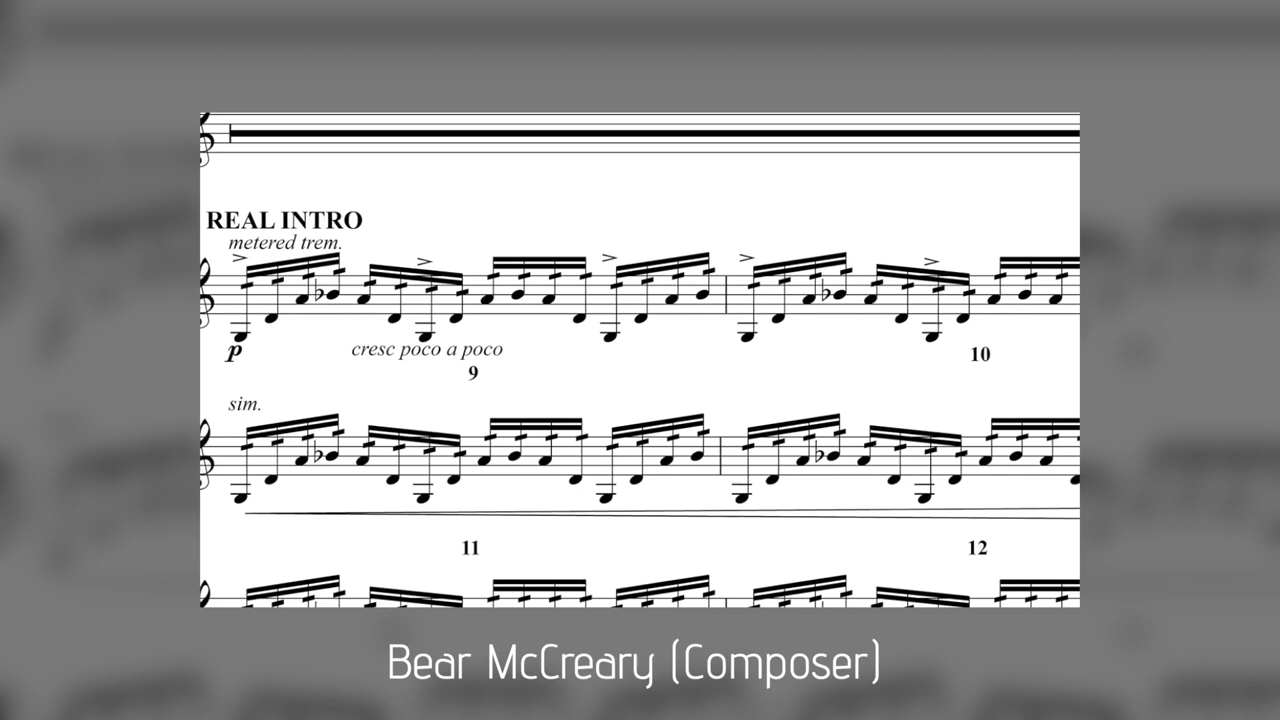 REAL INTRO
metered trem.
p
cresc poco a poco
9
10
sim.
11
12
Bear McCreary (Composer)